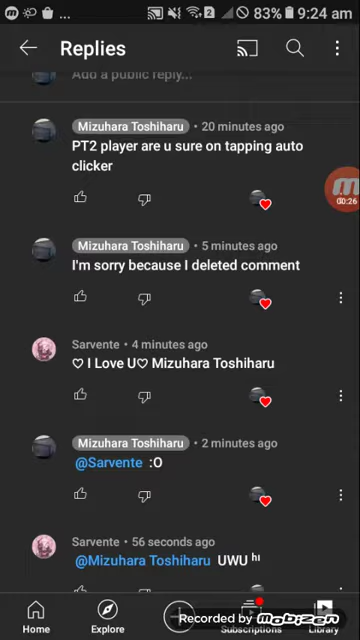 ... 2 83% 9:24 am
Replies
Add a public reply...
Mizuhara Toshiharu • 20 minutes ago
PT2 player are u sure on tapping auto
clicker
00:26
Mizuhara Toshiharu • 5 minutes ago
I'm sorry because I deleted comment
Sarvente • 4 minutes ago
♡ I Love U♡ Mizuhara Toshiharu
Mizuhara Toshiharu • 2 minutes ago
@Sarvente :O
Sarvente • 56 seconds ago
@Mizuhara Toshiharu UWU ʰⁱ
Home Explore Subscriptions Library
Recorded by mobizen